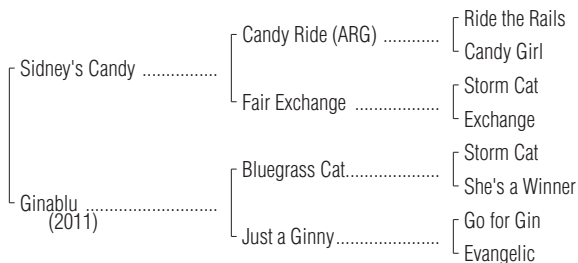 Ride the Rails
Candy Ride (ARG) ............
Candy Girl
Sidney's Candy ................
Storm Cat
Fair Exchange ..................
Exchange
Storm Cat
Bluegrass Cat....................
She's a Winner
Ginablu ............................
(2011)
Go for Gin
Just a Ginny......................
Evangelic